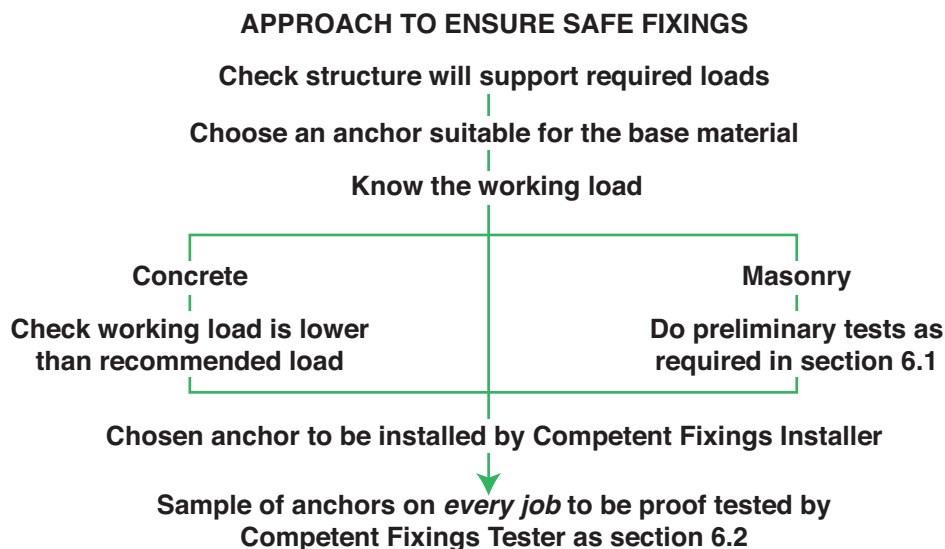 APPROACH TO ENSURE SAFE FIXINGS
Check structure will support required loads
Choose an anchor suitable for the base material
Know the working load
Concrete
Check working load is lower
than recommended load
Masonry
Do preliminary tests as
required in section 6.1
Chosen anchor to be installed by Competent Fixings Installer
Sample of anchors on every job to be proof tested by
Competent Fixings Tester as section 6.2